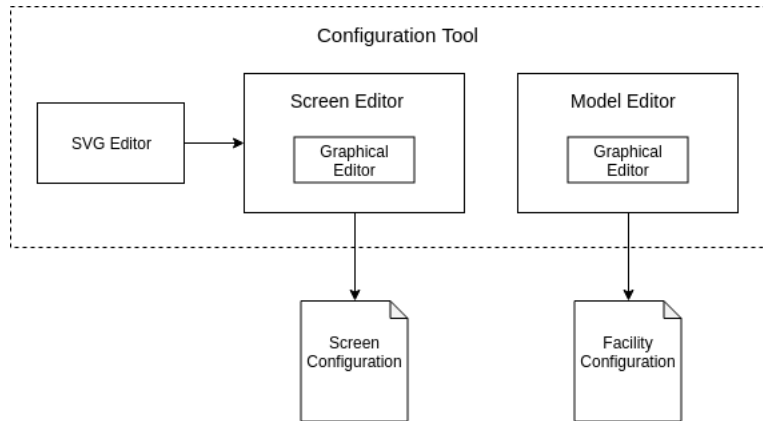 Configuration Tool
SVG Editor
Screen Editor
Graphical
Editor
Model Editor
Graphical
Editor
Screen
Configuration
Facility
Configuration